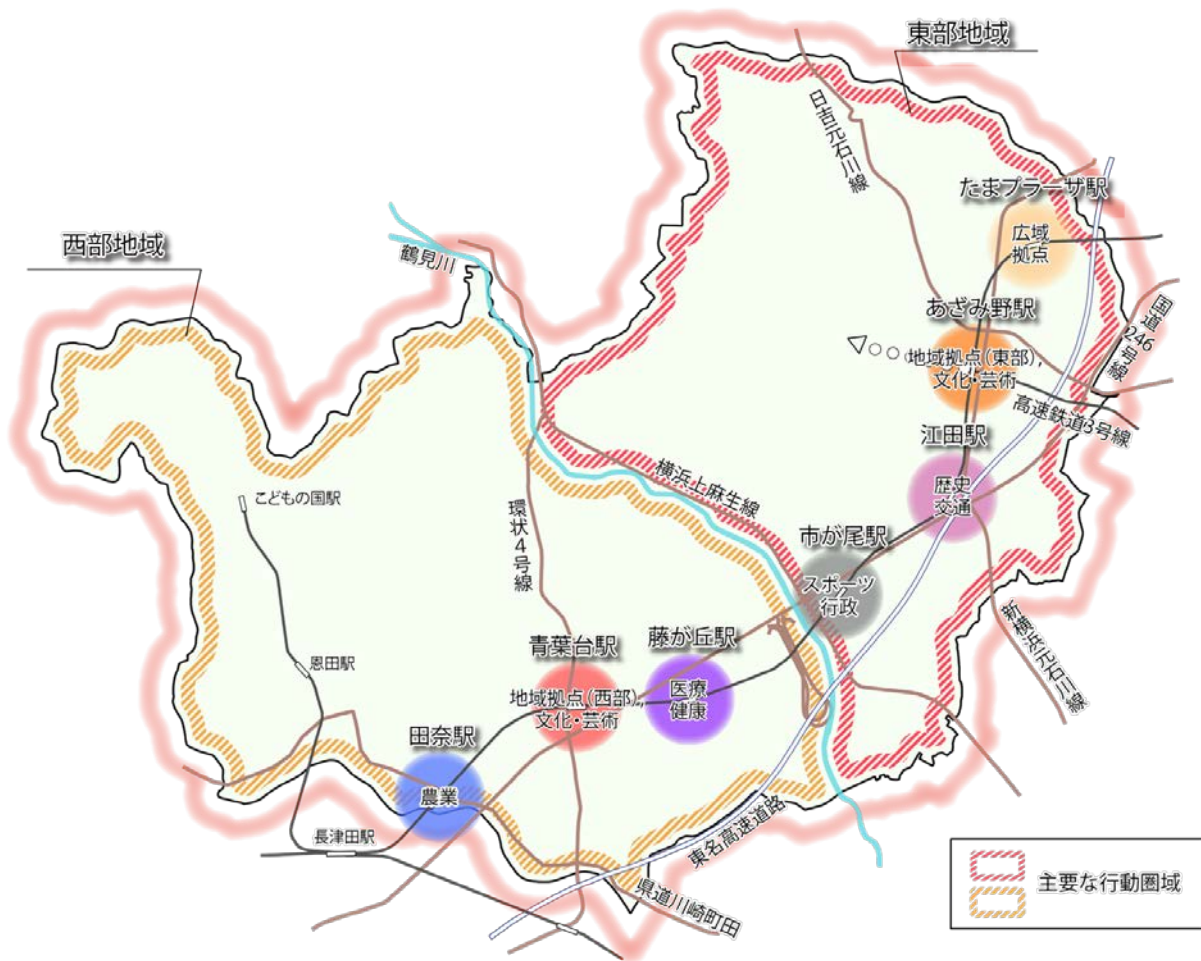 東部地域
日吉元石川線
たまプラーザ駅
広域
拠点
西部地域
鶴見川
あざみ野駅
国道246号線
地域拠点(東部),
文化・芸術
高速鉄道3号線
江田駅
歴史
交通
横浜上麻生線
こどもの国駅
環状4号線
市が尾駅
スポーツ
行政
新横浜元石川線
青葉台駅
藤が丘駅
恩田駅
地域拠点(西部),
文化・芸術
医療
健康
田奈駅
農業
長津田駅
東名高速道路
県道川崎町田
主要な行動圏域